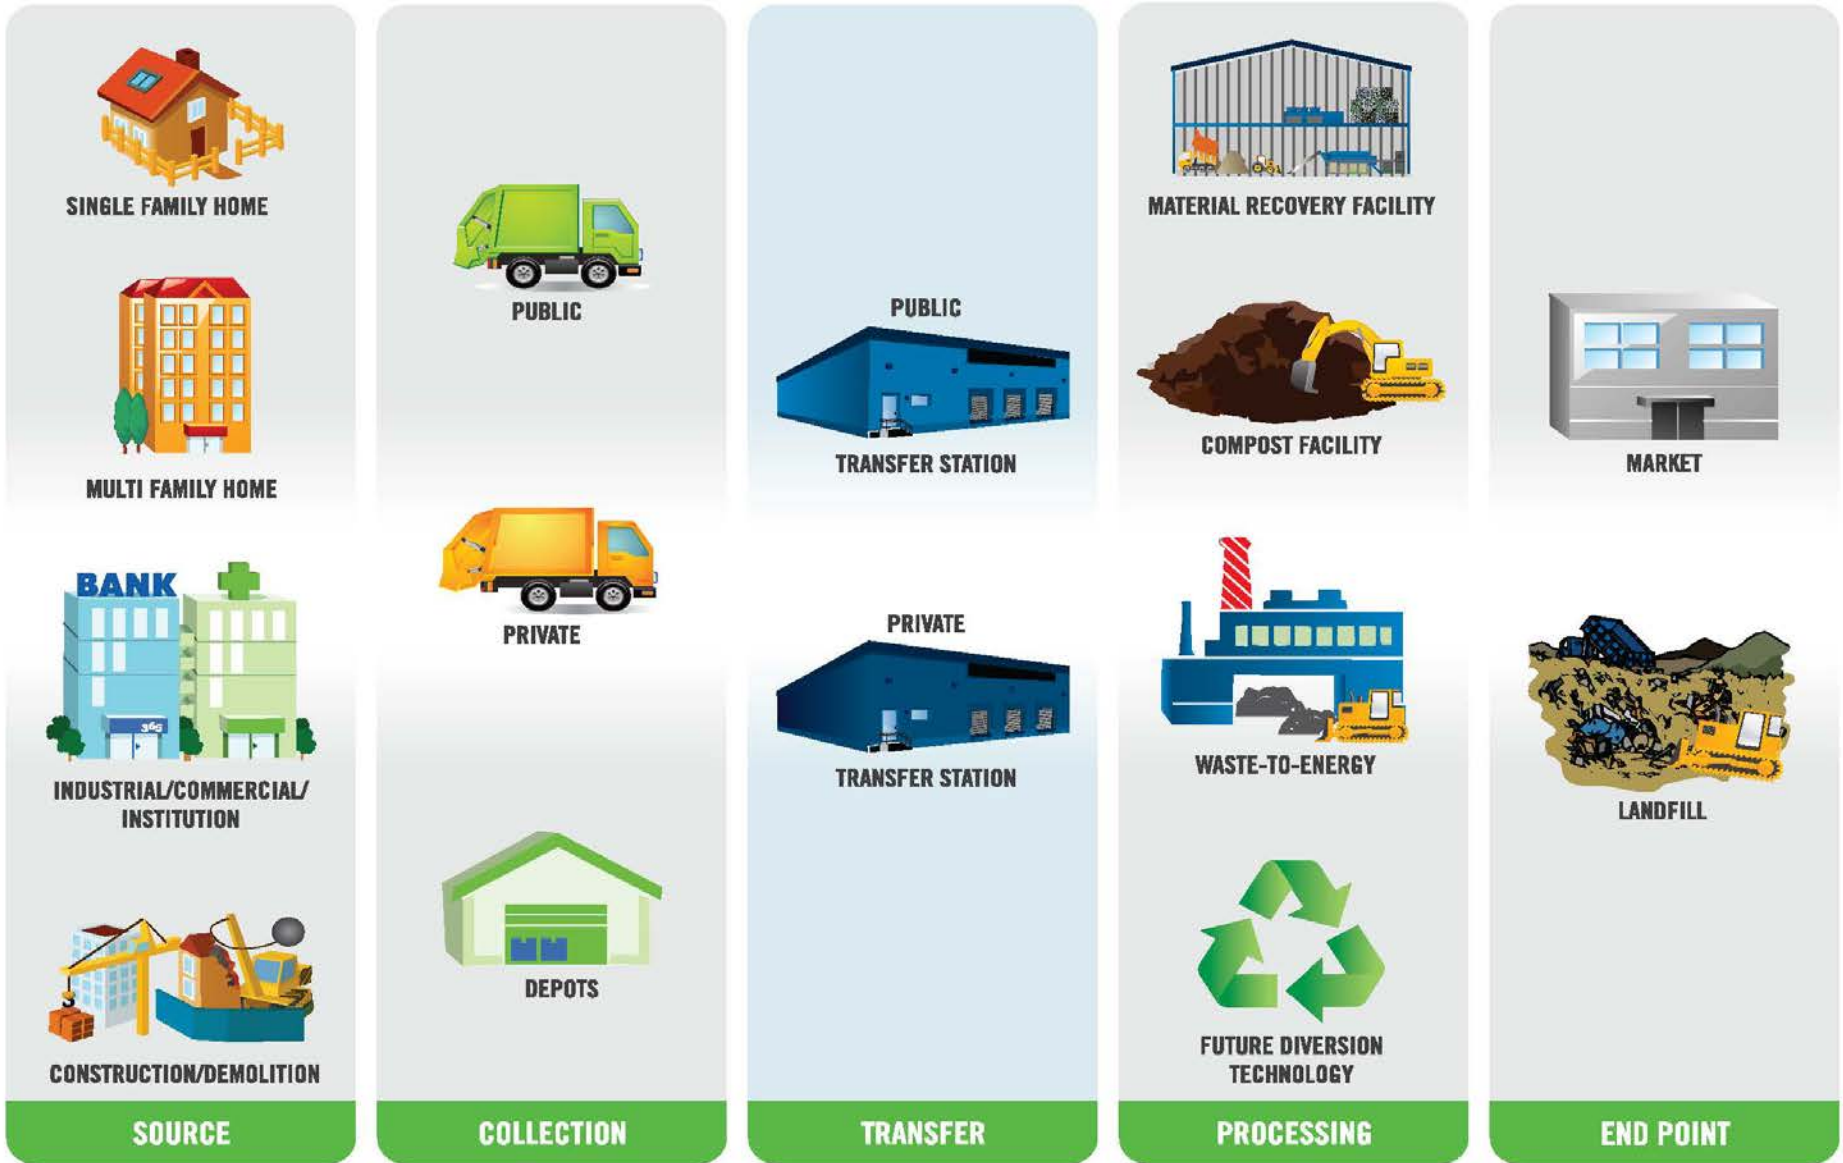 SINGLE FAMILY HOME
MULTI FAMILY HOME
BANK
365
INDUSTRIAL/COMMERCIAL/
INSTITUTION
CONSTRUCTION/DEMOLITION
SOURCE
PUBLIC
PRIVATE
DEPOTS
COLLECTION
PUBLIC
TRANSFER STATION
PRIVATE
TRANSFER STATION
TRANSFER
MATERIAL RECOVERY FACILITY
COMPOST FACILITY
WASTE-TO-ENERGY
FUTURE DIVERSION
TECHNOLOGY
PROCESSING
MARKET
LANDFILL
END POINT